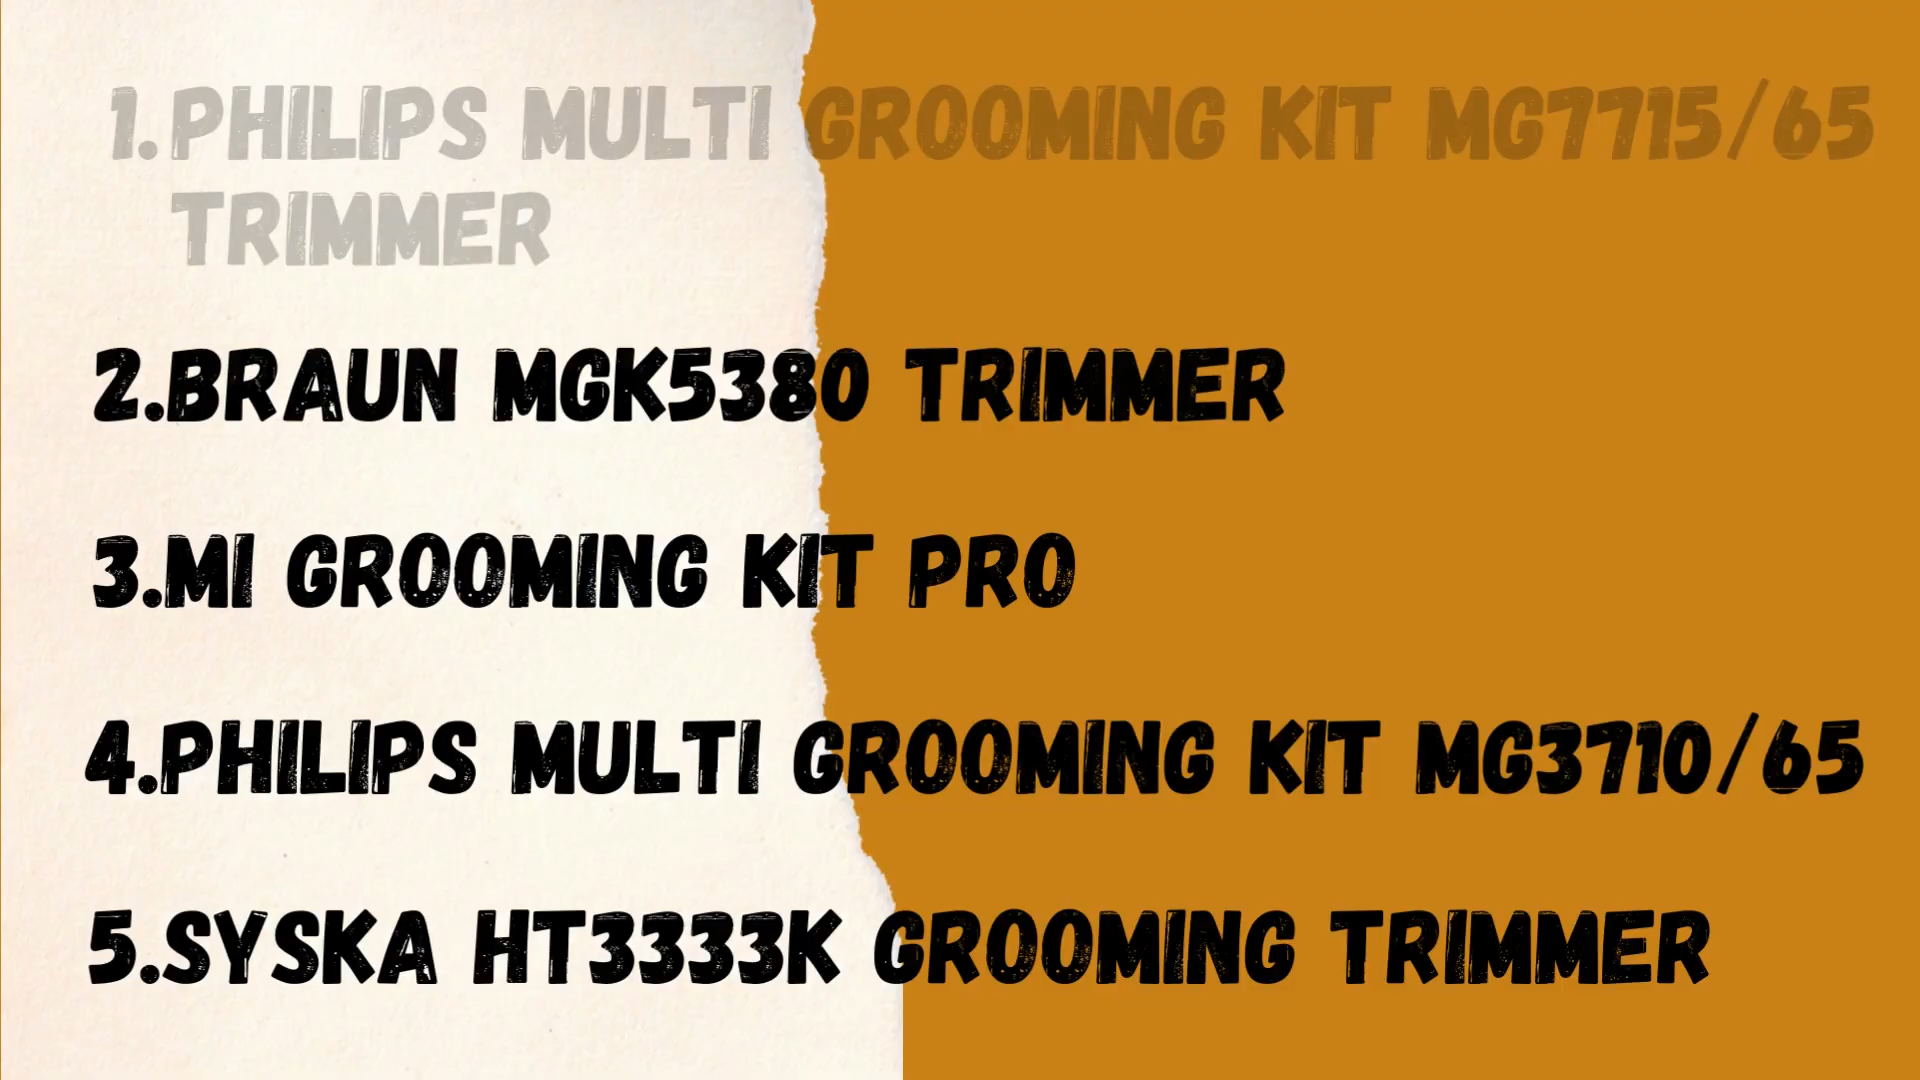 1.PHILIPS MULTI GROOMING KIT MG7715/65
TRIMMER
2.BRAUN MGK5380 TRIMMER
3.MI GROOMING KIT PRO
4.PHILIPS MULTI GROOMING KIT MG3710/65
5.SYSKA HT3333K GROOMING TRIMMER